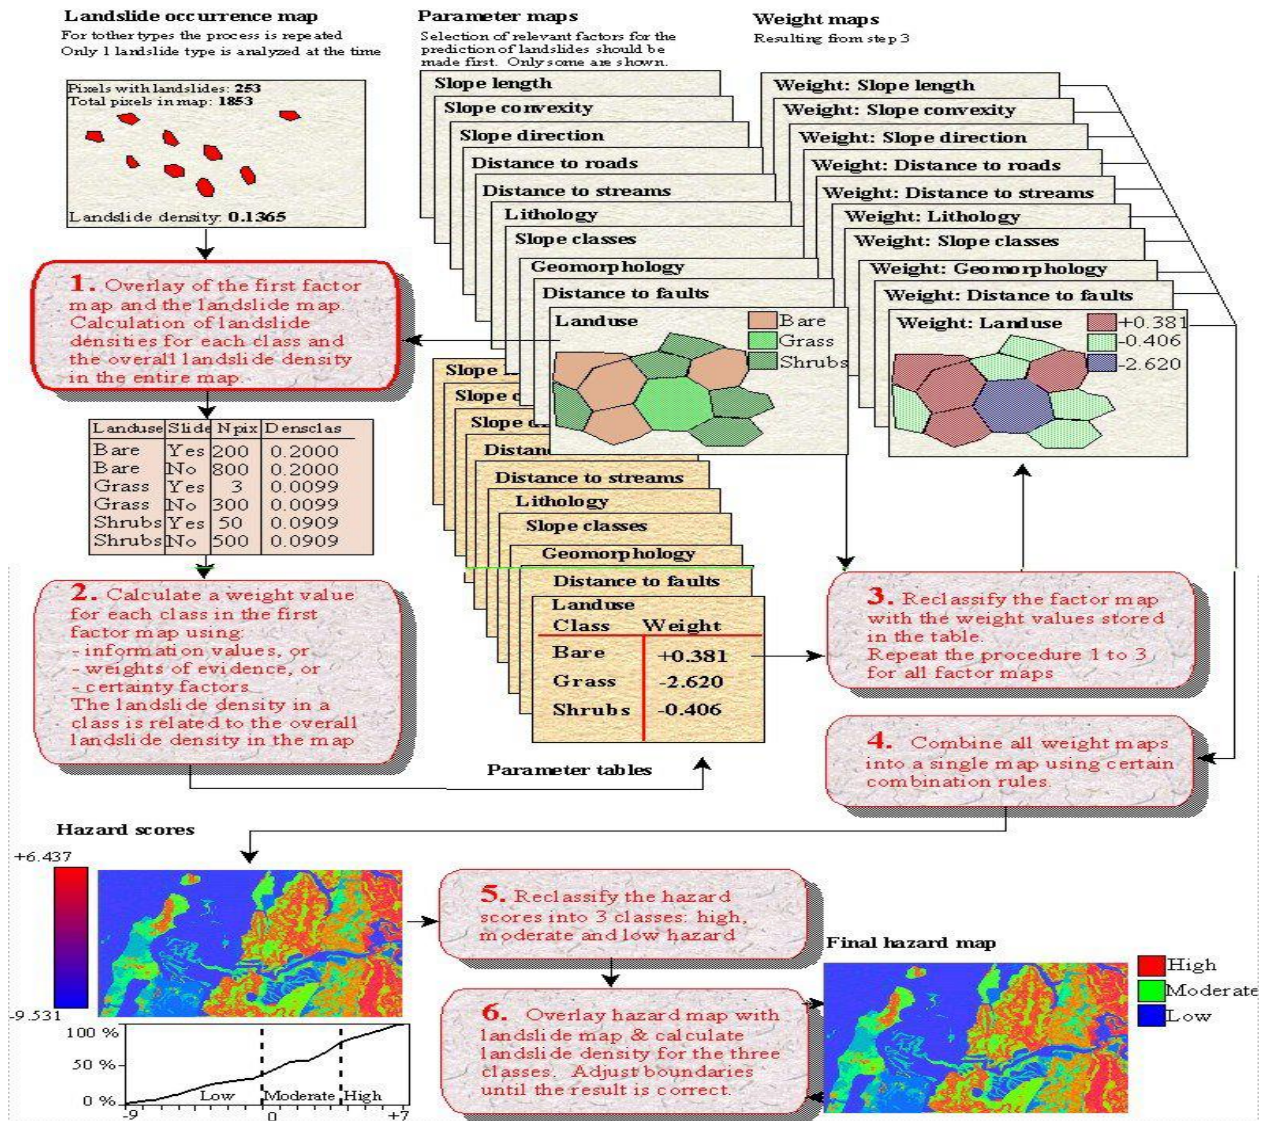 Landslide occurrence map
For tother types the process is repeated
Only 1 landslide type is analyzed at the time
Pixels with landslides: 253
Total pixels in map: 1853
Landslide density: 0.1365
Parameter maps
Selection of relevant factors for the
prediction of landslides should be
made first. Only some are shown.
Slope length
Slope convexity
Slope direction
Distance to roads
Distance to streams
Lithology
Slope classes
Geomorphology
Distance to faults
Landuse
Bare
Grass
Shrubs
Weight maps
Resulting from step 3
Weight: Slope length
Weight: Slope convexity
Weight: Slope direction
Weight: Distance to roads
Weight: Distance to streams
Weight: Lithology
Weight: Slope classes
Weight: Geomorphology
Weight: Distance to faults
Weight: Landuse
+0.381
-0.406
-2.620
1. Overlay of the first factor
map and the landslide map.
Calculation of landslide
densities for each class and
the overall landslide density
in the entire map.
Landuse Slide Npix Densclas
Bare Yes 200 0.2000
Bare No 800 0.2000
Grass Yes 3 0.0099
Grass No 300 0.0099
Shrubs Yes 50 0.0909
Shrubs No 500 0.0909
2. Calculate a weight value
for each class in the first
factor map using:
- information values, or
- weights of evidence, or
- certainty factors
The landslide density in a
class is related to the overall
landslide density in the map
Slope
Slope
Slope
Distance
Distance to streams
Lithology
Slope classes
Geomorphology
Distance to faults
Landuse
Class Weight
Bare +0.381
Grass -2.620
Shrubs -0.406
Parameter tables
3. Reclassify the factor map
with the weight values stored
in the table.
Repeat the procedure 1 to 3
for all factor maps
4. Combine all weight maps
into a single map using certain
combination rules.
Hazard scores
+6.437
-9.531
100 %
50 %
0 %
Low Moderate High
-9 0 +7
5. Reclassify the hazard
scores into 3 classes: high,
moderate and low hazard
6. Overlay hazard map with
landslide map & calculate
landslide density for the three
classes. Adjust boundaries
until the result is correct.
Final hazard map
High
Moderate
Low